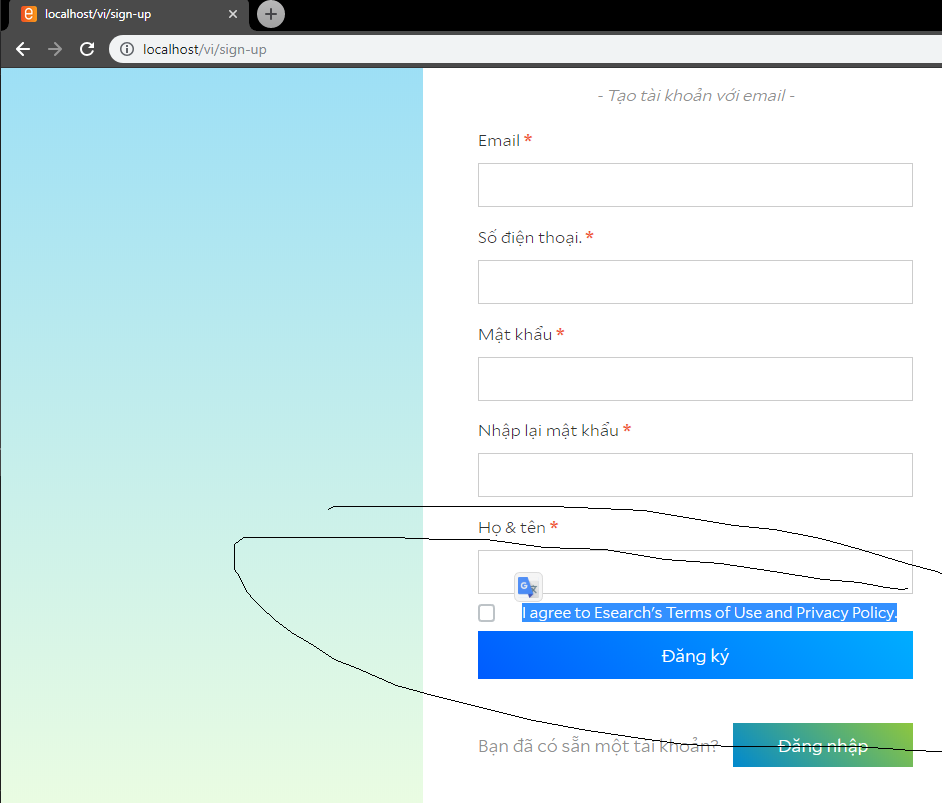 localhost/vi/sign-up
localhost/vi/sign-up
- Tạo tài khoản với email -
Email *
Số điện thoại. *
Mật khẩu *
Nhập lại mật khẩu *
Họ & tên *
I agree to Esearch's Terms of Use and Privacy Policy.
Đăng ký
Bạn đã có sẵn một tài khoản? Đăng nhập